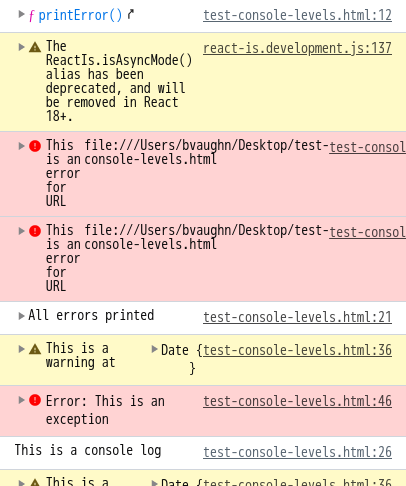 ƒ printError() test-console-levels.html:12
The react-is.development.js:137
ReactIs.isAsyncMode()
alias has been
deprecated, and will
be removed in React
18+.
This file:///Users/bvaughn/Desktop/test- test-consol
is an console-levels.html
error
for
URL
This file:///Users/bvaughn/Desktop/test- test-consol
is an console-levels.html
error
for
URL
All errors printed test-console-levels.html:21
This is a Date { test-console-levels.html:36
warning at }
Error: This is an test-console-levels.html:46
exception
This is a console log test-console-levels.html:26
This is a Date { test-console-levels.html:36